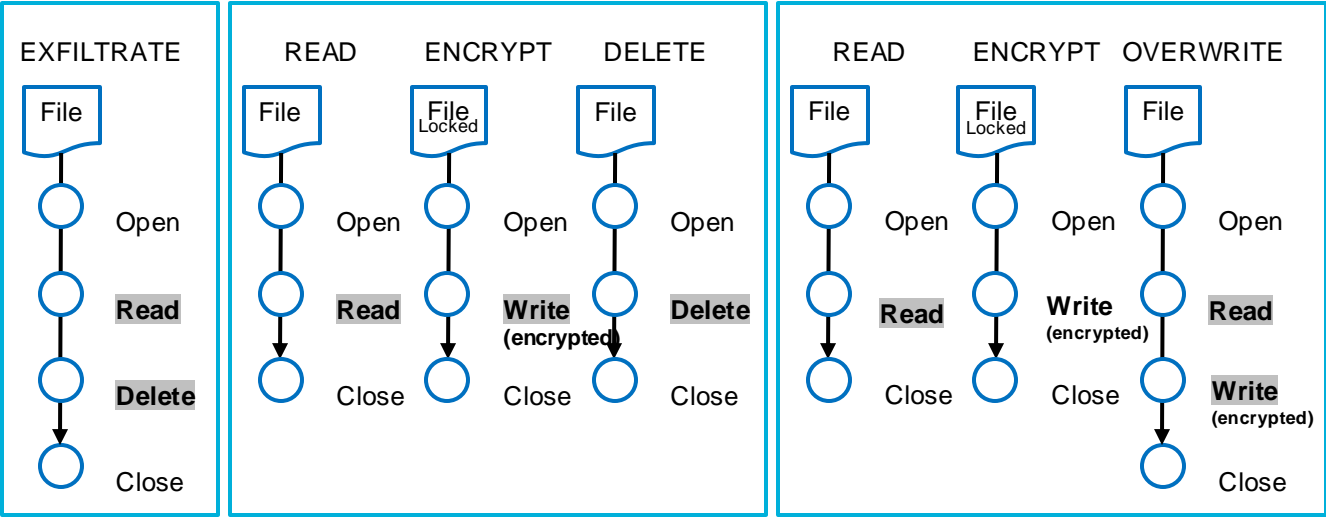 EXFILTRATE
File
Open
Read
Delete
Close
READ ENCRYPT DELETE
File File File
Locked
Open Open Open
Read Write Delete
(encrypted)
Close Close Close
READ ENCRYPT OVERWRITE
File File File
Locked
Open Open Open
Read Write Read
(encrypted)
Close Close Write
(encrypted)
Close